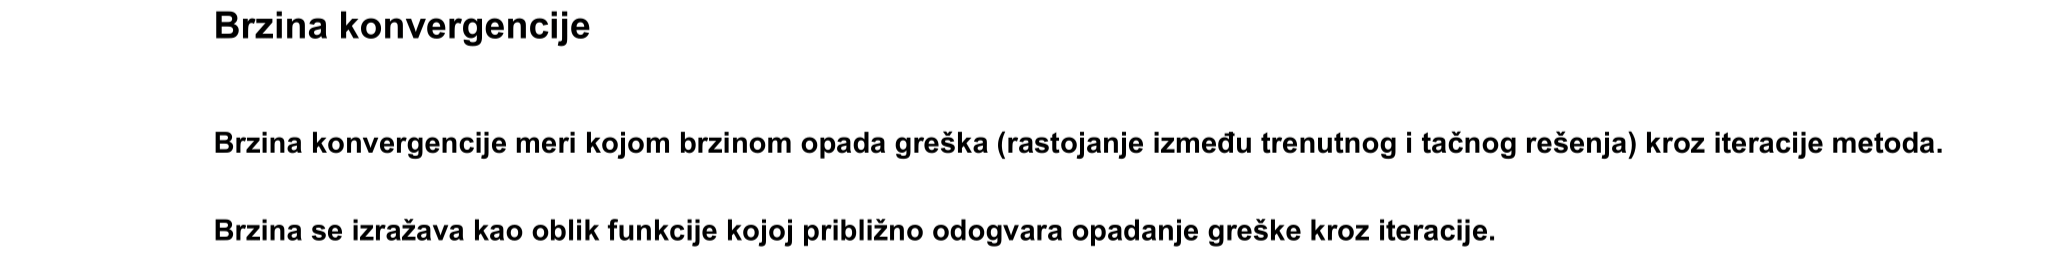 Brzina konvergencije
Brzina konvergencije meri kojom brzinom opada greška (rastojanje između trenutnog i tačnog rešenja) kroz iteracije metoda.
Brzina se izražava kao oblik funkcije kojoj približno odogvara opadanje greške kroz iteracije.